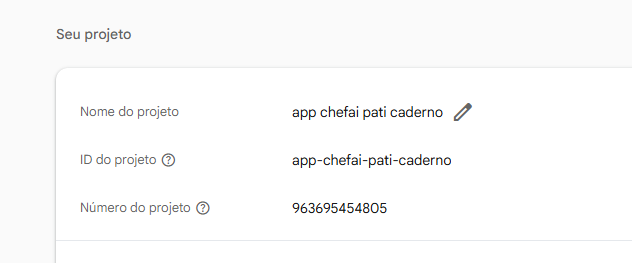 Seu projeto
Nome do projeto app chefai pati caderno
ID do projeto app-chefai-pati-caderno
Número do projeto 963695454805